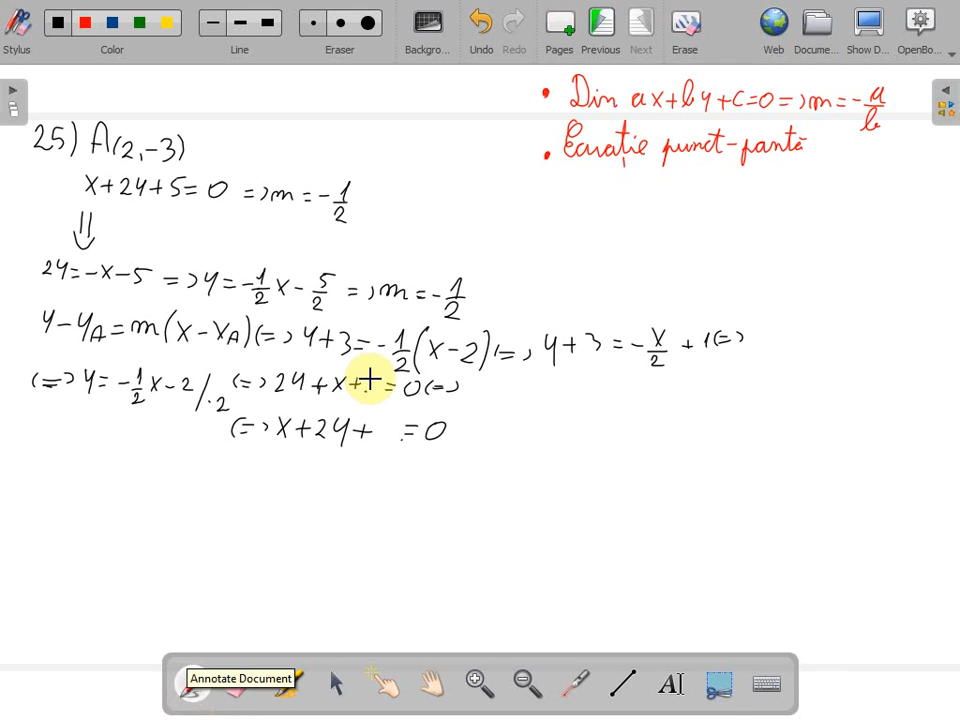 Stylus
Color
Line
Eraser
Backgro...
Undo
Redo
Pages
Previous
Next
Erase
Web
Docume...
Show D...
OpenBo...
• Din ax+by+c=0=>m=-a/b
• Ecuație punct-pantă
25) A(2,-3)
x+2y+5=0 =>m=-1/2
⇓
2y=-x-5 =>y=-1/2x-5/2=>m=-1/2
y-yA=m(x-xA)<=>y+3=-1/2(x-2)<=>y+3=-x/2+1<=>
<=>y=-1/2x-2/·2<=>2y+x+ =0<=>
<=>x+2y+ =0
Annotate Document